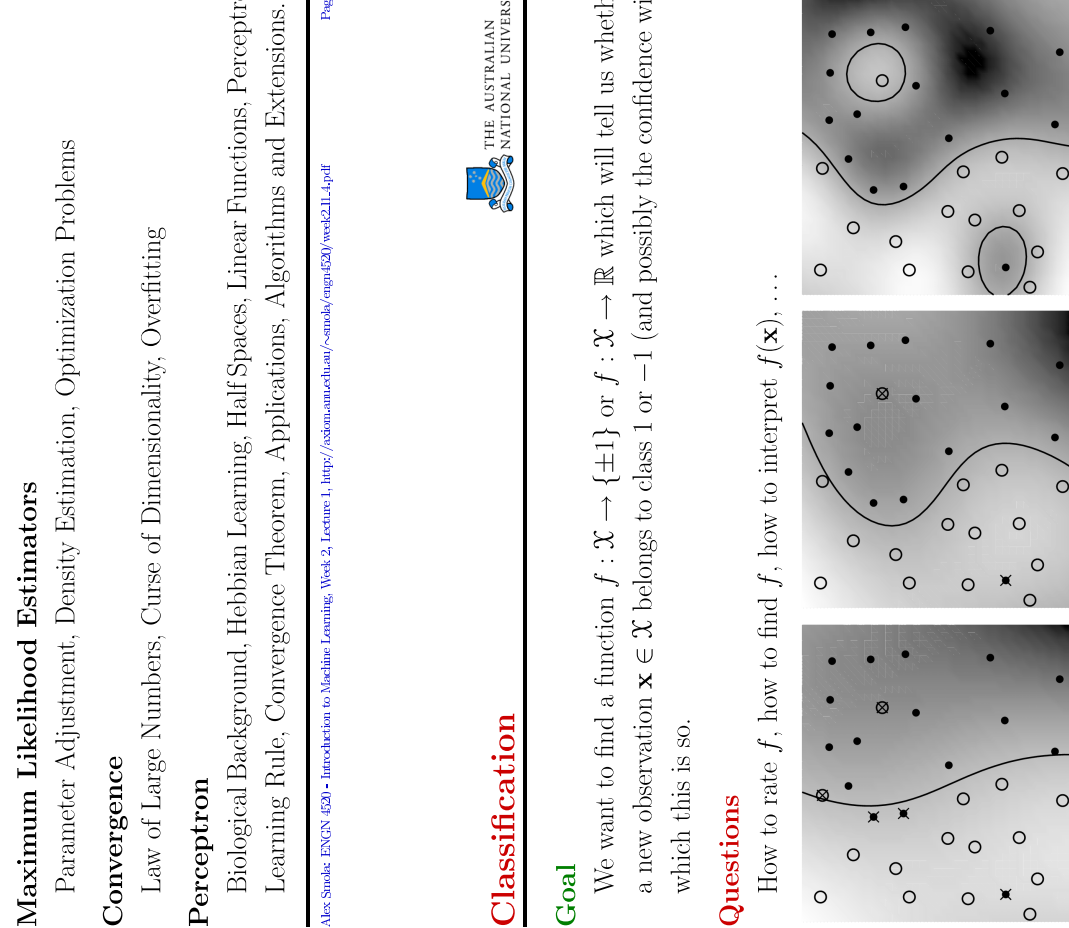 Maximum Likelihood Estimators
Parameter Adjustment, Density Estimation, Optimization Problems
Convergence
Law of Large Numbers, Curse of Dimensionality, Overfitting
Perceptron
Biological Background, Hebbian Learning, Half Spaces, Linear Functions, Perceptr
Learning Rule, Convergence Theorem, Applications, Algorithms and Extensions.
Alex Smola: ENGN 4520 - Introduction to Machine Learning, Week 2, Lecture 1, http://axiom.anu.edu.au/~smola/engn4520/week2_l1_4.pdf Pag
THE AUSTRALIAN
NATIONAL UNIVERS
Classification
Goal
We want to find a function f : 𝒳 → {±1} or f : 𝒳 → ℝ which will tell us wheth
a new observation x ∈ 𝒳 belongs to class 1 or −1 (and possibly the confidence wi
which this is so.
Questions
How to rate f, how to find f, how to interpret f(x), ...